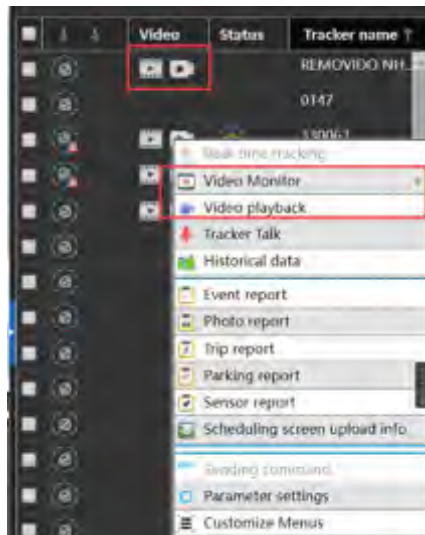 Video Status Tracker name ↑
REMOVIDO NH...
0147
130061
Real-time tracking
Video Monitor
Video playback
Tracker Talk
Historical data
Event report
Photo report
Trip report
Parking report
Sensor report
Scheduling screen upload info
Sending command
Parameter settings
Customize Menus